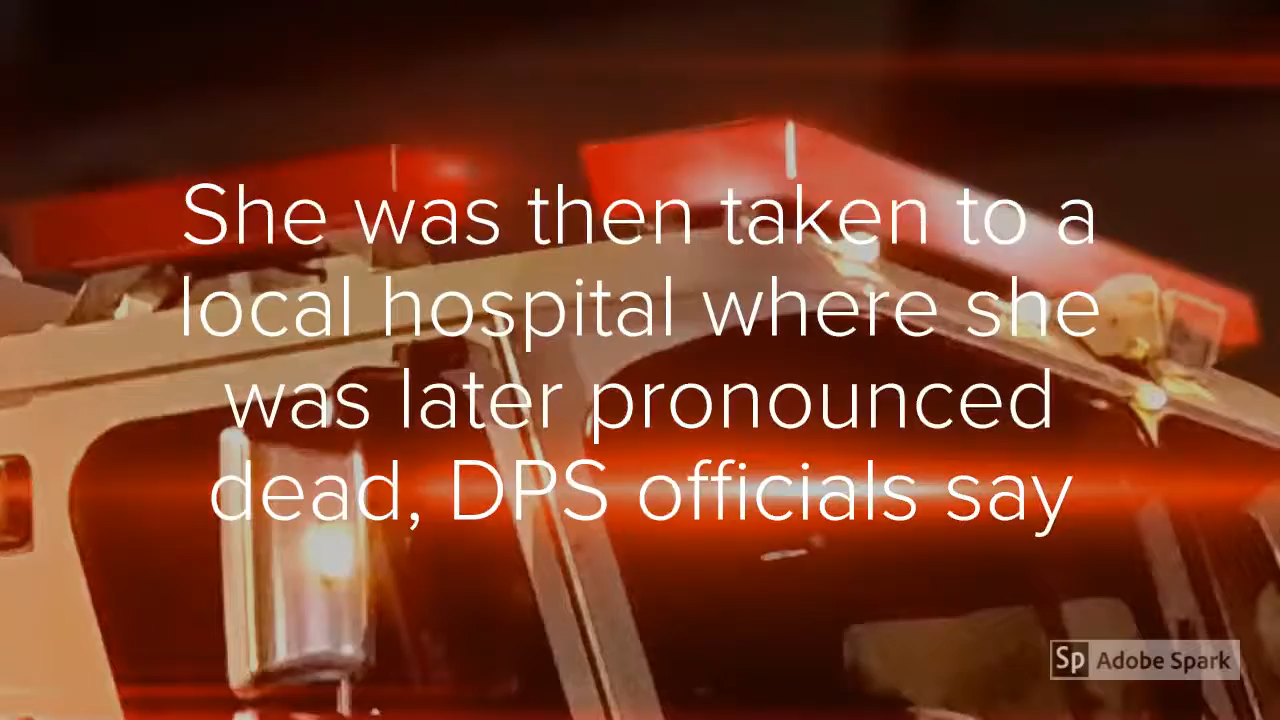 She was then taken to a
local hospital where she
was later pronounced
dead, DPS officials say
Sp Adobe Spark